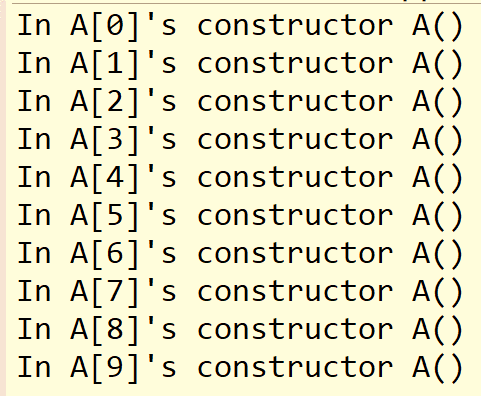 In A[0]'s constructor A()
In A[1]'s constructor A()
In A[2]'s constructor A()
In A[3]'s constructor A()
In A[4]'s constructor A()
In A[5]'s constructor A()
In A[6]'s constructor A()
In A[7]'s constructor A()
In A[8]'s constructor A()
In A[9]'s constructor A()